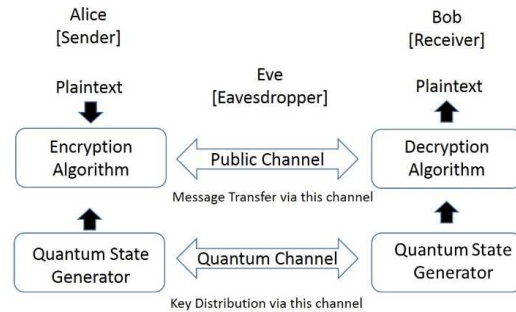 Alice
[Sender]
Bob
[Receiver]
Eve
[Eavesdropper]
Plaintext
Plaintext
Encryption
Algorithm
Public Channel
Decryption
Algorithm
Message Transfer via this channel
Quantum State
Generator
Quantum Channel
Quantum State
Generator
Key Distribution via this channel